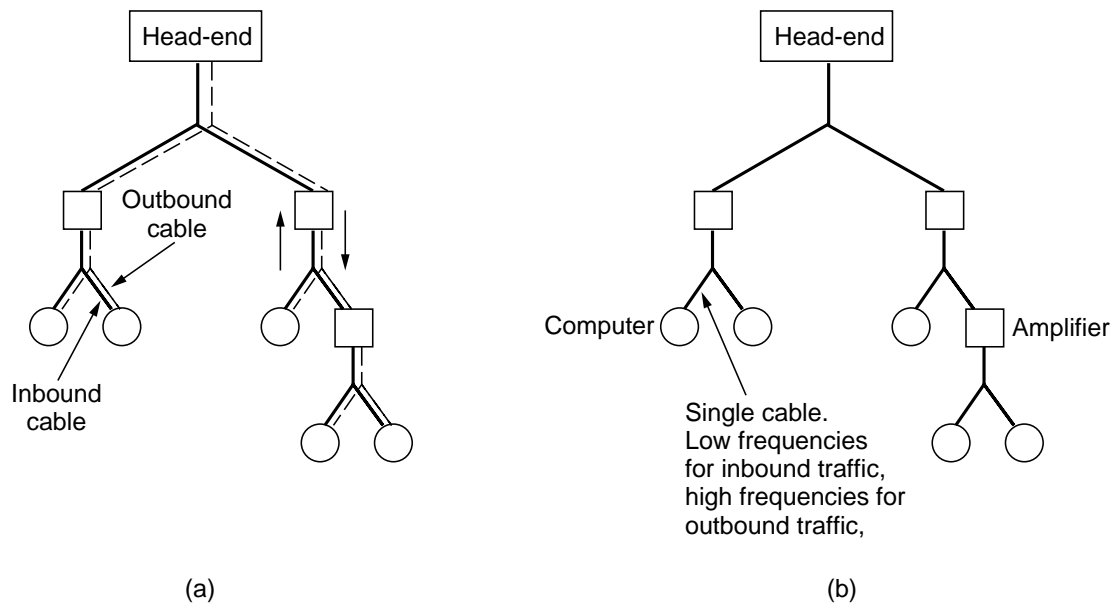 Head-end
Outbound
cable
Inbound
cable
(a)
Head-end
Computer
Amplifier
Single cable.
Low frequencies
for inbound traffic,
high frequencies for
outbound traffic,
(b)